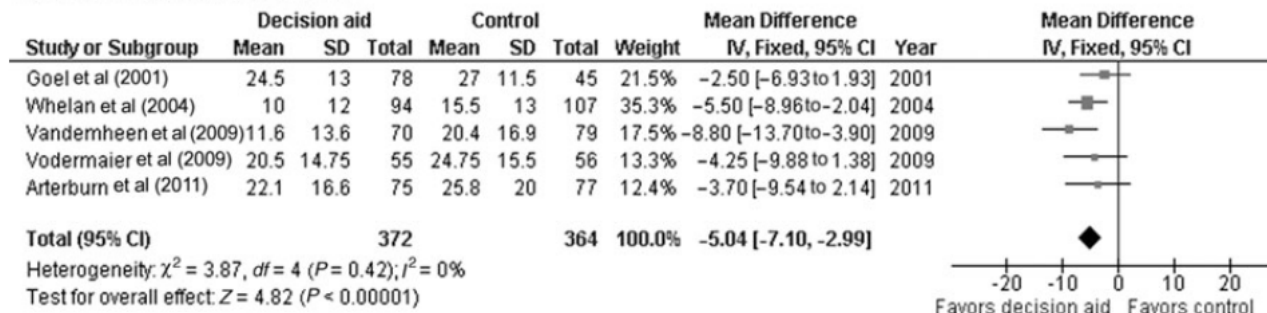 Decision aid Control Mean Difference Mean Difference
Study or Subgroup Mean SD Total Mean SD Total Weight IV, Fixed, 95% CI Year IV, Fixed, 95% CI
Goel et al (2001) 24.5 13 78 27 11.5 45 21.5% −2.50 [−6.93 to 1.93] 2001
Whelan et al (2004) 10 12 94 15.5 13 107 35.3% −5.50 [−8.96 to −2.04] 2004
Vandemheen et al (2009) 11.6 13.6 70 20.4 16.9 79 17.5% −8.80 [−13.70 to −3.90] 2009
Vodermaier et al (2009) 20.5 14.75 55 24.75 15.5 56 13.3% −4.25 [−9.88 to 1.38] 2009
Arterburn et al (2011) 22.1 16.6 75 25.8 20 77 12.4% −3.70 [−9.54 to 2.14] 2011
Total (95% CI) 372 364 100.0% −5.04 [−7.10, −2.99]
Heterogeneity: χ² = 3.87, df = 4 (P = 0.42); I² = 0%
Test for overall effect: Z = 4.82 (P < 0.00001)
-20 -10 0 10 20
Favors decision aid Favors control